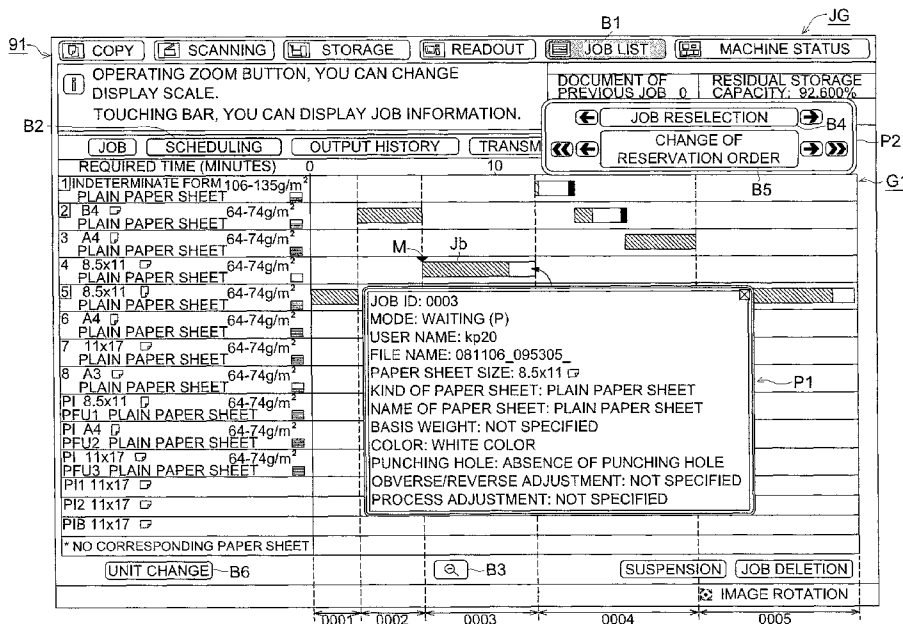 B1
JG
91
COPY SCANNING STORAGE READOUT JOB LIST MACHINE STATUS
OPERATING ZOOM BUTTON, YOU CAN CHANGE
DISPLAY SCALE.
TOUCHING BAR, YOU CAN DISPLAY JOB INFORMATION.
DOCUMENT OF
PREVIOUS JOB 0
RESIDUAL STORAGE
CAPACITY: 92.600%
JOB RESELECTION
B4
P2
CHANGE OF
RESERVATION ORDER
B5
G1
B2
JOB SCHEDULING OUTPUT HISTORY TRANSM
REQUIRED TIME (MINUTES) 0 10
1 INDETERMINATE FORM 106-135g/m2
PLAIN PAPER SHEET
2 B4 64-74g/m2
PLAIN PAPER SHEET
3 A4 64-74g/m2
PLAIN PAPER SHEET
M Jb
4 8.5x11 64-74g/m2
PLAIN PAPER SHEET
5 8.5x11 64-74g/m2
PLAIN PAPER SHEET
6 A4 64-74g/m2
PLAIN PAPER SHEET
7 11x17 64-74g/m2
PLAIN PAPER SHEET
8 A3 64-74g/m2
PLAIN PAPER SHEET
PI 8.5x11 64-74g/m2
PFU1 PLAIN PAPER SHEET
PI A4 64-74g/m2
PFU2 PLAIN PAPER SHEET
PI 11x17 64-74g/m2
PFU3 PLAIN PAPER SHEET
PI1 11x17
PI2 11x17
PIB 11x17
* NO CORRESPONDING PAPER SHEET
JOB ID: 0003
MODE: WAITING (P)
USER NAME: kp20
FILE NAME: 081106_095305_
PAPER SHEET SIZE: 8.5x11
KIND OF PAPER SHEET: PLAIN PAPER SHEET
NAME OF PAPER SHEET: PLAIN PAPER SHEET
BASIS WEIGHT: NOT SPECIFIED
COLOR: WHITE COLOR
PUNCHING HOLE: ABSENCE OF PUNCHING HOLE
OBVERSE/REVERSE ADJUSTMENT: NOT SPECIFIED
PROCESS ADJUSTMENT: NOT SPECIFIED
P1
UNIT CHANGE B6 B3 SUSPENSION JOB DELETION
IMAGE ROTATION
0001 0002 0003 0004 0005